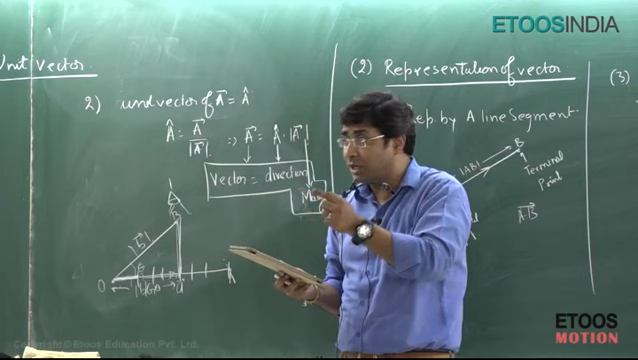 ETOOSINDIA
Unit vector
2) unit vector of A⃗ = Â
Â = A⃗ / |A⃗| ⇒ A⃗ = Â · |A⃗|
Vector = direction
O
(2) Representation of vector
Rep. by A line Segment
|AB|
B
Terminal
Point
A⃗B
(3)
ETOOS
MOTION
© Etoos Education Pvt. Ltd.